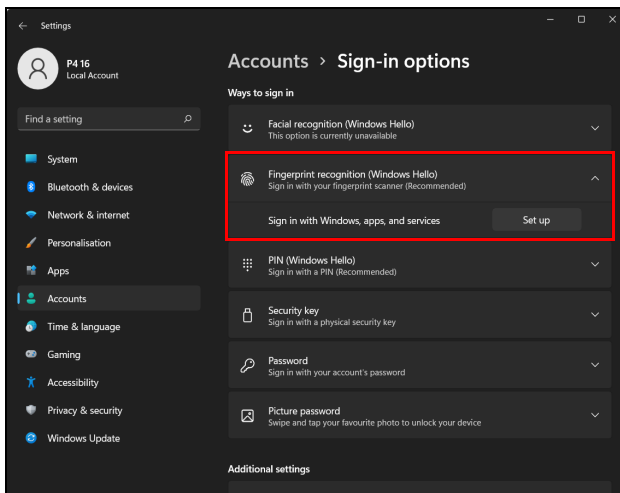 Settings
P4 16
Local Account
Find a setting
System
Bluetooth & devices
Network & internet
Personalisation
Apps
Accounts
Time & language
Gaming
Accessibility
Privacy & security
Windows Update
Accounts > Sign-in options
Ways to sign in
Facial recognition (Windows Hello)
This option is currently unavailable
Fingerprint recognition (Windows Hello)
Sign in with your fingerprint scanner (Recommended)
Sign in with Windows, apps, and services
Set up
PIN (Windows Hello)
Sign in with a PIN (Recommended)
Security key
Sign in with a physical security key
Password
Sign in with your account's password
Picture password
Swipe and tap your favourite photo to unlock your device
Additional settings